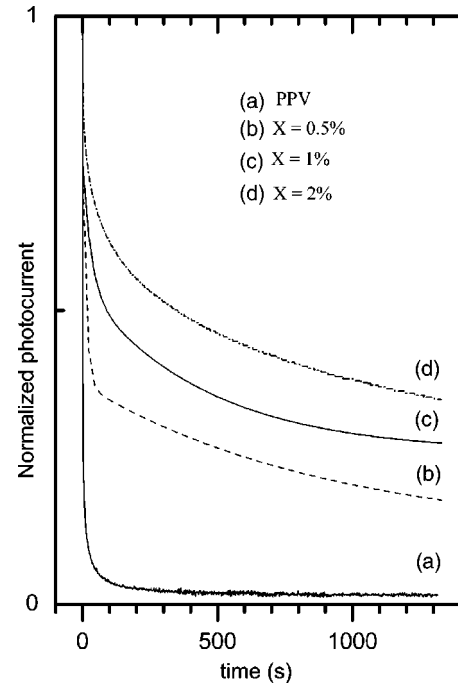 1
(a) PPV
(b) X = 0.5%
(c) X = 1%
(d) X = 2%
Normalized photocurrent
(d)
(c)
(b)
(a)
0
0 500 1000
time (s)